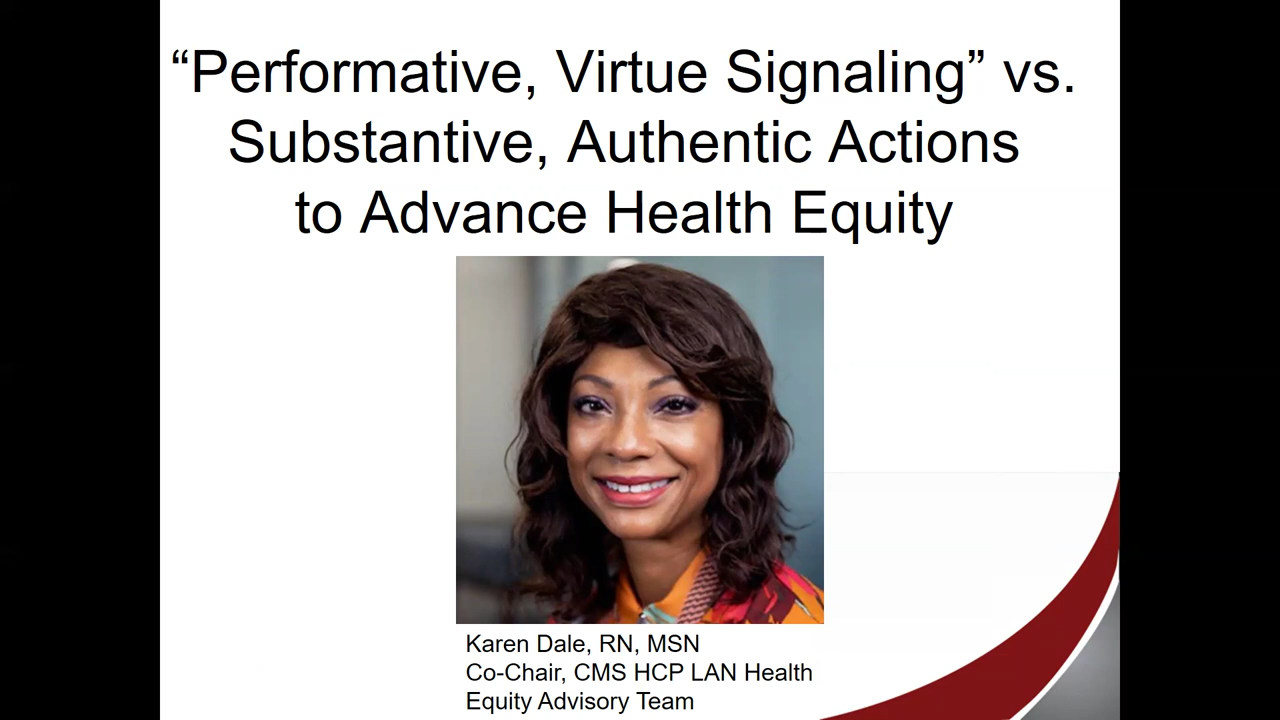 “Performative, Virtue Signaling” vs.
Substantive, Authentic Actions
to Advance Health Equity
Karen Dale, RN, MSN
Co-Chair, CMS HCP LAN Health
Equity Advisory Team